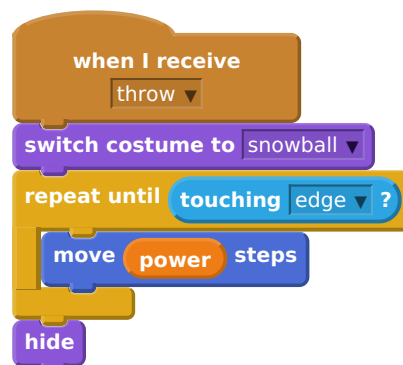 when I receive
throw ▼
switch costume to snowball ▼
repeat until touching edge ▼ ?
move power steps
hide